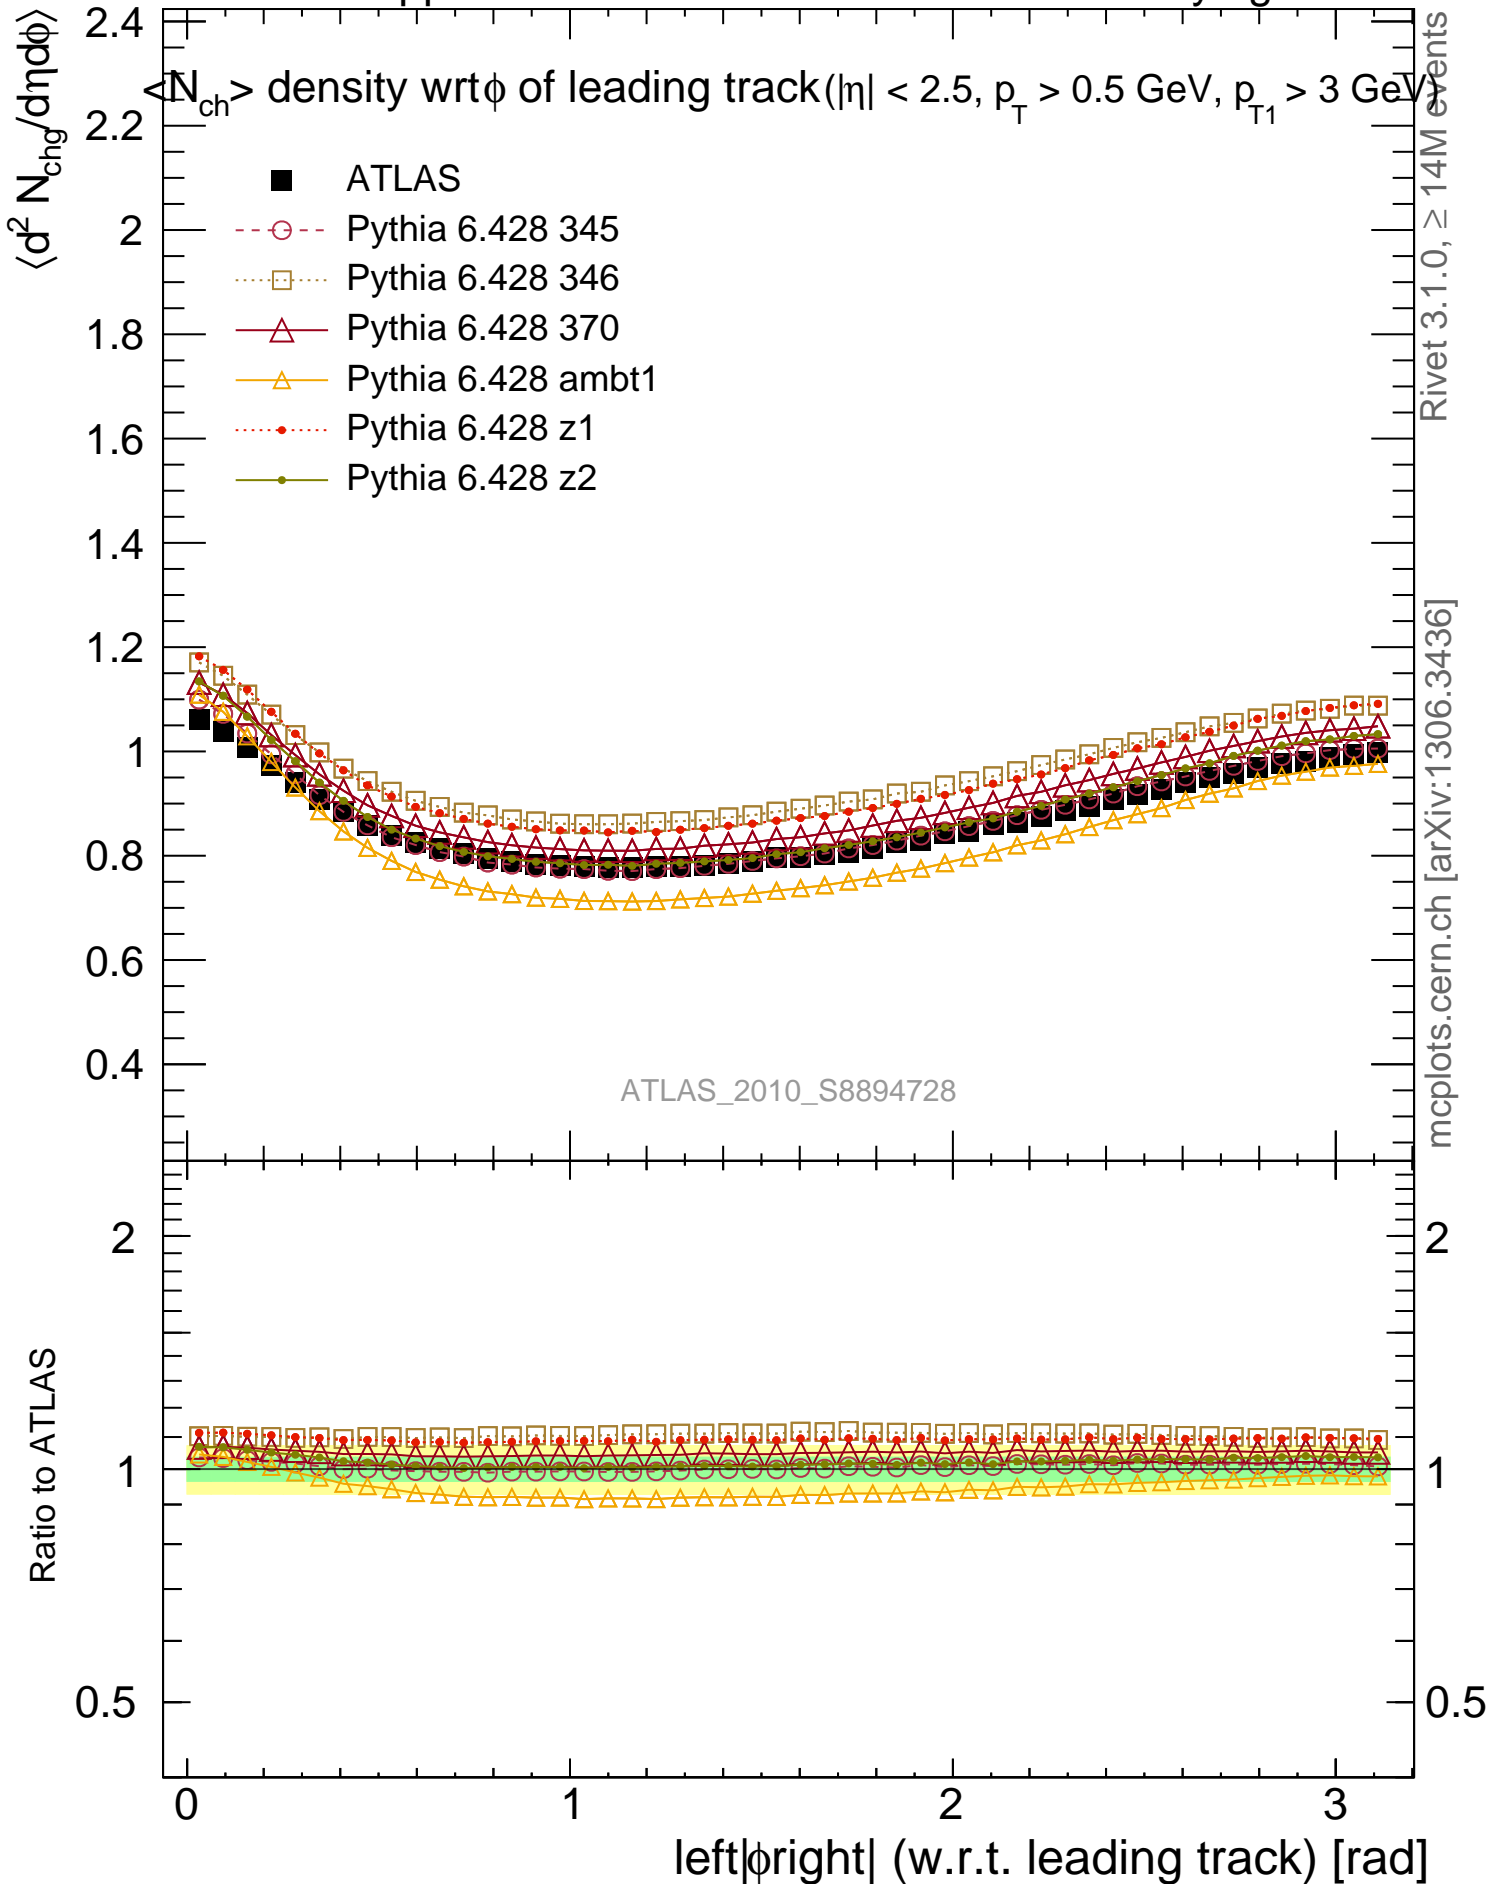 ⟨d² N_chg/dηdϕ⟩
<N_ch> density wrt ϕ of leading track (|η| < 2.5, p_T > 0.5 GeV, p_T1 > 3 GeV)
ATLAS
Pythia 6.428 345
Pythia 6.428 346
Pythia 6.428 370
Pythia 6.428 ambt1
Pythia 6.428 z1
Pythia 6.428 z2
2.4
2.2
2
1.8
1.6
1.4
1.2
1
0.8
0.6
0.4
ATLAS_2010_S8894728
Rivet 3.1.0, ≥ 14M events
mcplots.cern.ch [arXiv:1306.3436]
Ratio to ATLAS
2
1
0.5
2
1
0.5
0
1
2
3
left|ϕright| (w.r.t. leading track) [rad]